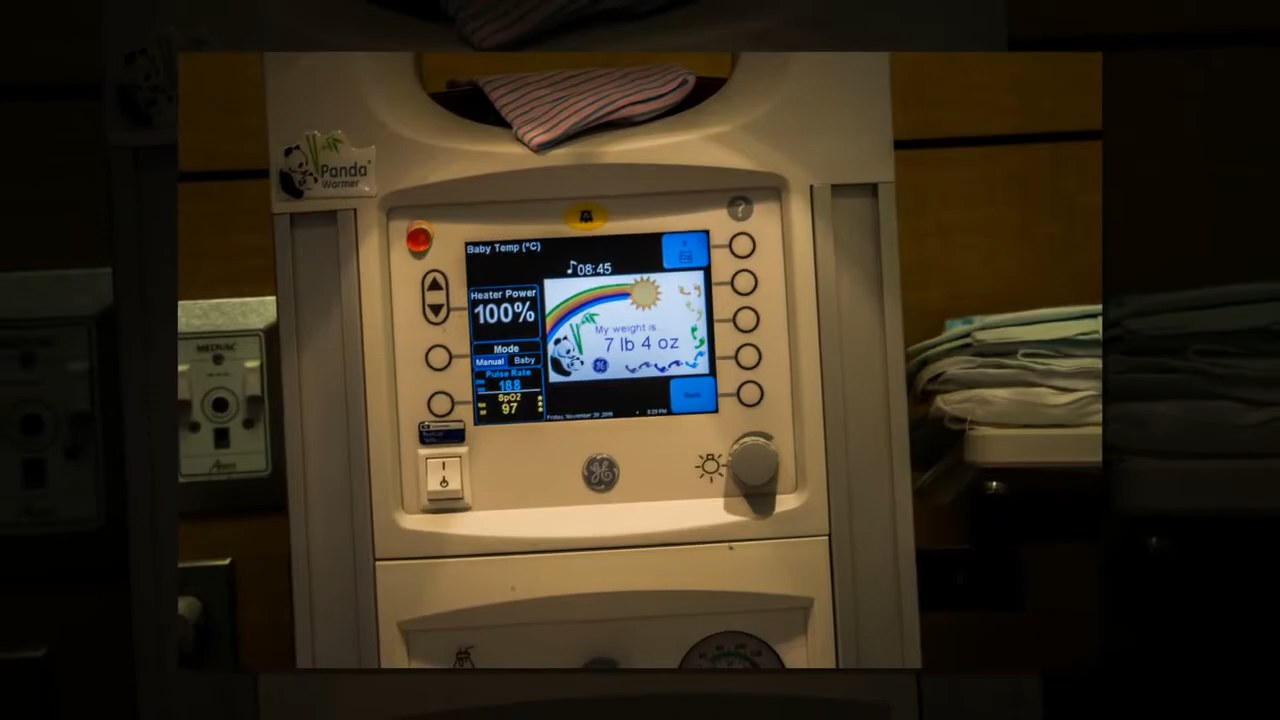 Panda
Warmer
?
Baby Temp (°C)
08:45
Heater Power
100%
My weight is...
7 lb 4 oz
Mode
Manual Baby
Pulse Rate
188
SpO2
97
GE
MEDVAC